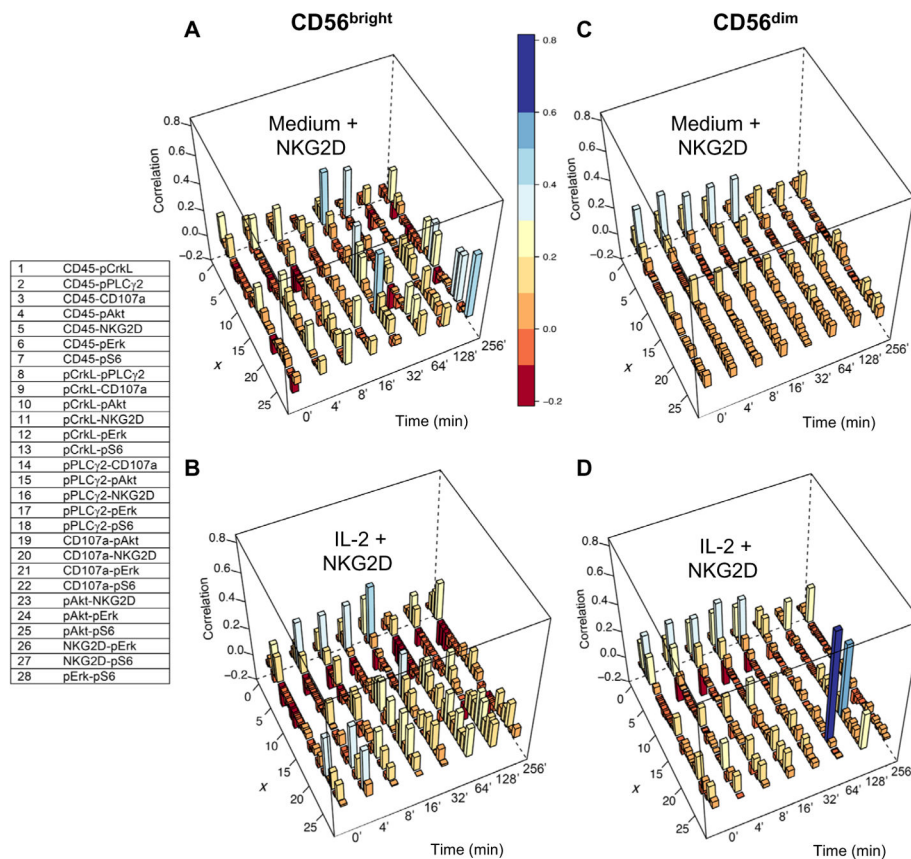 A
CD56bright
C
CD56dim
Medium +
NKG2D
Correlation
0.8
0.6
0.4
0.2
0.0
−0.2
0
5
10
15
20
25
x
0'
4'
8'
16'
32'
64'
128'
256'
Time (min)
0.8
0.6
0.4
0.2
0.0
−0.2
Medium +
NKG2D
Correlation
0.8
0.6
0.4
0.2
0.0
−0.2
0
5
10
15
20
25
x
0'
4'
8'
16'
32'
64'
128'
256'
Time (min)
1 CD45-pCrkL
2 CD45-pPLCγ2
3 CD45-CD107a
4 CD45-pAkt
5 CD45-NKG2D
6 CD45-pErk
7 CD45-pS6
8 pCrkL-pPLCγ2
9 pCrkL-CD107a
10 pCrkL-pAkt
11 pCrkL-NKG2D
12 pCrkL-pErk
13 pCrkL-pS6
14 pPLCγ2-CD107a
15 pPLCγ2-pAkt
16 pPLCγ2-NKG2D
17 pPLCγ2-pErk
18 pPLCγ2-pS6
19 CD107a-pAkt
20 CD107a-NKG2D
21 CD107a-pErk
22 CD107a-pS6
23 pAkt-NKG2D
24 pAkt-pErk
25 pAkt-pS6
26 NKG2D-pErk
27 NKG2D-pS6
28 pErk-pS6
B
IL-2 +
NKG2D
Correlation
0.8
0.6
0.4
0.2
0.0
−0.2
0
5
10
15
20
25
x
0'
4'
8'
16'
32'
64'
128'
256'
Time (min)
D
IL-2 +
NKG2D
Correlation
0.8
0.6
0.4
0.2
0.0
−0.2
0
5
10
15
20
25
x
0'
4'
8'
16'
32'
64'
128'
256'
Time (min)